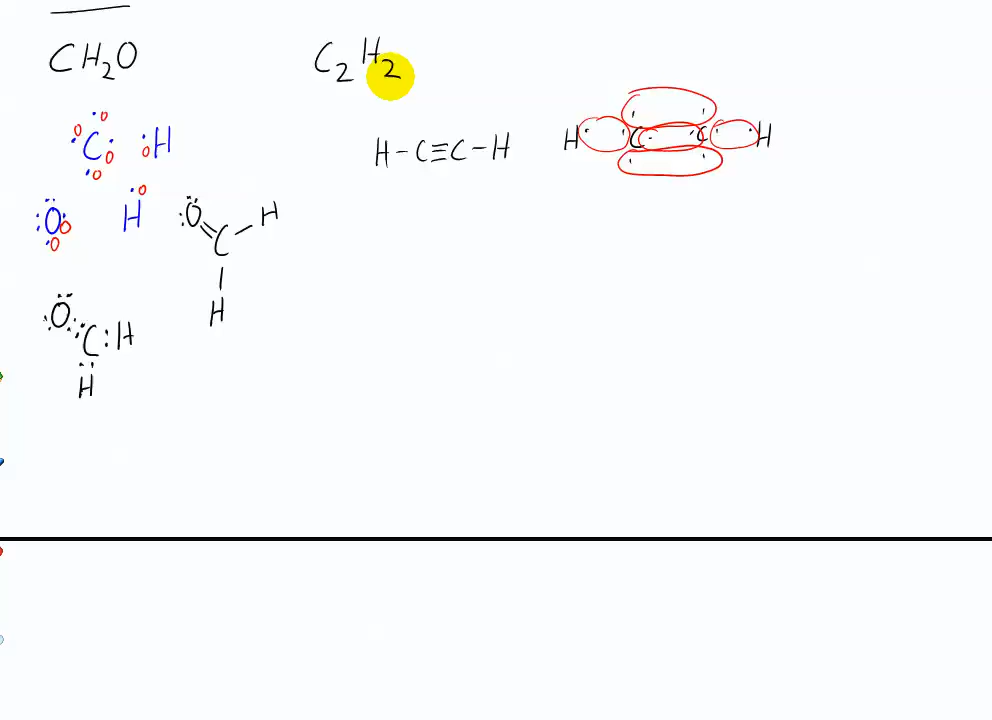 CH2O
C2H2
C H
H-C≡C-H
H C C H
O H
O C H
H
O C H
H